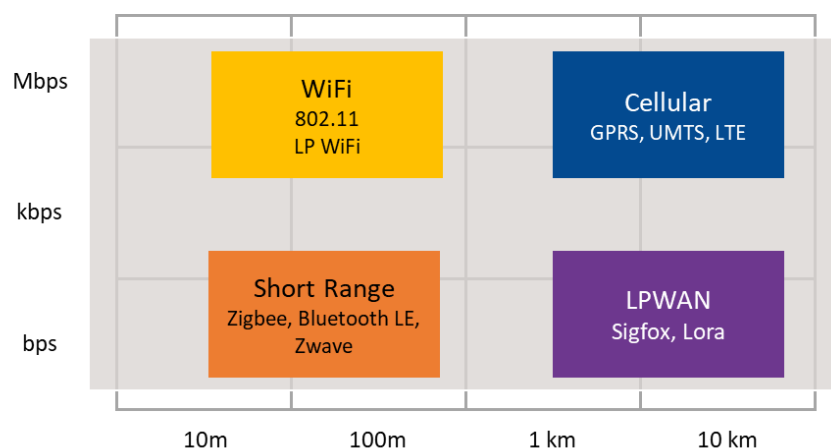 Mbps
WiFi
802.11
LP WiFi
Cellular
GPRS, UMTS, LTE
kbps
Short Range
Zigbee, Bluetooth LE,
Zwave
LPWAN
Sigfox, Lora
bps
10m
100m
1 km
10 km